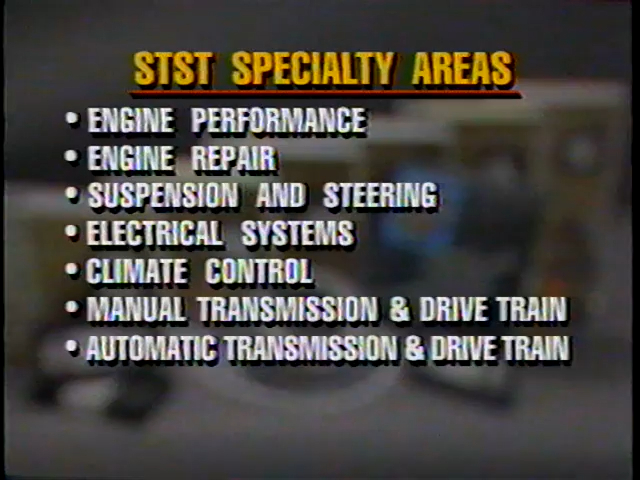 STST SPECIALTY AREAS
• ENGINE PERFORMANCE
• ENGINE REPAIR
• SUSPENSION AND STEERING
• ELECTRICAL SYSTEMS
• CLIMATE CONTROL
• MANUAL TRANSMISSION & DRIVE TRAIN
• AUTOMATIC TRANSMISSION & DRIVE TRAIN